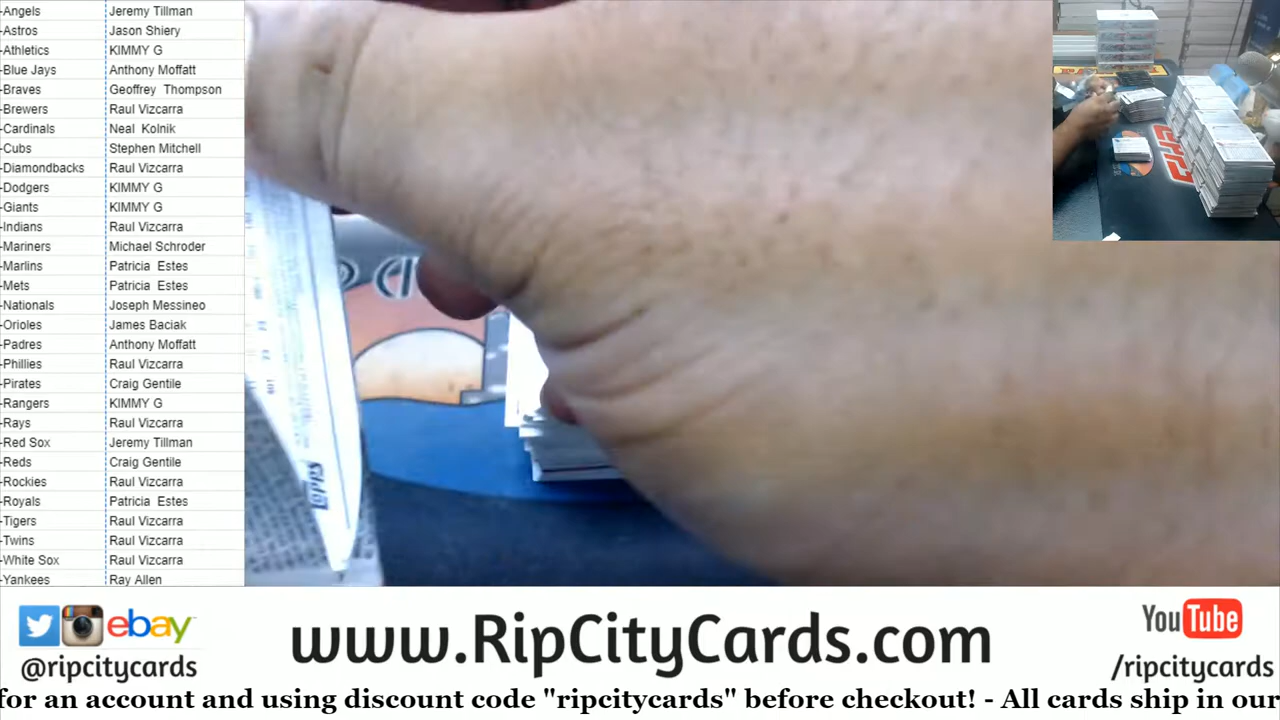 -Angels Jeremy Tillman
-Astros Jason Shiery
-Athletics KIMMY G
-Blue Jays Anthony Moffatt
-Braves Geoffrey Thompson
-Brewers Raul Vizcarra
-Cardinals Neal Kolnik
-Cubs Stephen Mitchell
-Diamondbacks Raul Vizcarra
-Dodgers KIMMY G
-Giants KIMMY G
-Indians Raul Vizcarra
-Mariners Michael Schroder
-Marlins Patricia Estes
-Mets Patricia Estes
-Nationals Joseph Messineo
-Orioles James Baciak
-Padres Anthony Moffatt
-Phillies Raul Vizcarra
-Pirates Craig Gentile
-Rangers KIMMY G
-Rays Raul Vizcarra
-Red Sox Jeremy Tillman
-Reds Craig Gentile
-Rockies Raul Vizcarra
-Royals Patricia Estes
-Tigers Raul Vizcarra
-Twins Raul Vizcarra
-White Sox Raul Vizcarra
-Yankees Ray Allen
topps
ebay
@ripcitycards
www.RipCityCards.com
YouTube
/ripcitycards
for an account and using discount code "ripcitycards" before checkout! - All cards ship in our